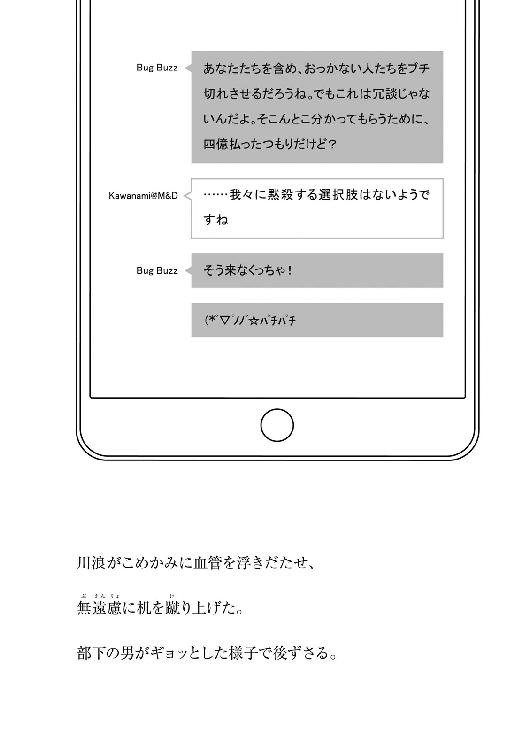 Bug Buzz
あなたたちを含め、おっかない人たちをブチ
切れさせるだろうね。でもこれは冗談じゃな
いんだよ。そこんとこ分かってもらうために、
四億払ったつもりだけど？
Kawanami@M&D
……我々に黙殺する選択肢はないようで
すね
Bug Buzz
そう来なくっちゃ！
(*ﾟ▽ﾟ)ﾉﾉﾞ☆ﾊﾟﾁﾊﾟﾁ
川浪がこめかみに血管を浮きだたせ、
ぶえんりょ け
無遠慮に机を蹴り上げた。
部下の男がギョッとした様子で後ずさる。